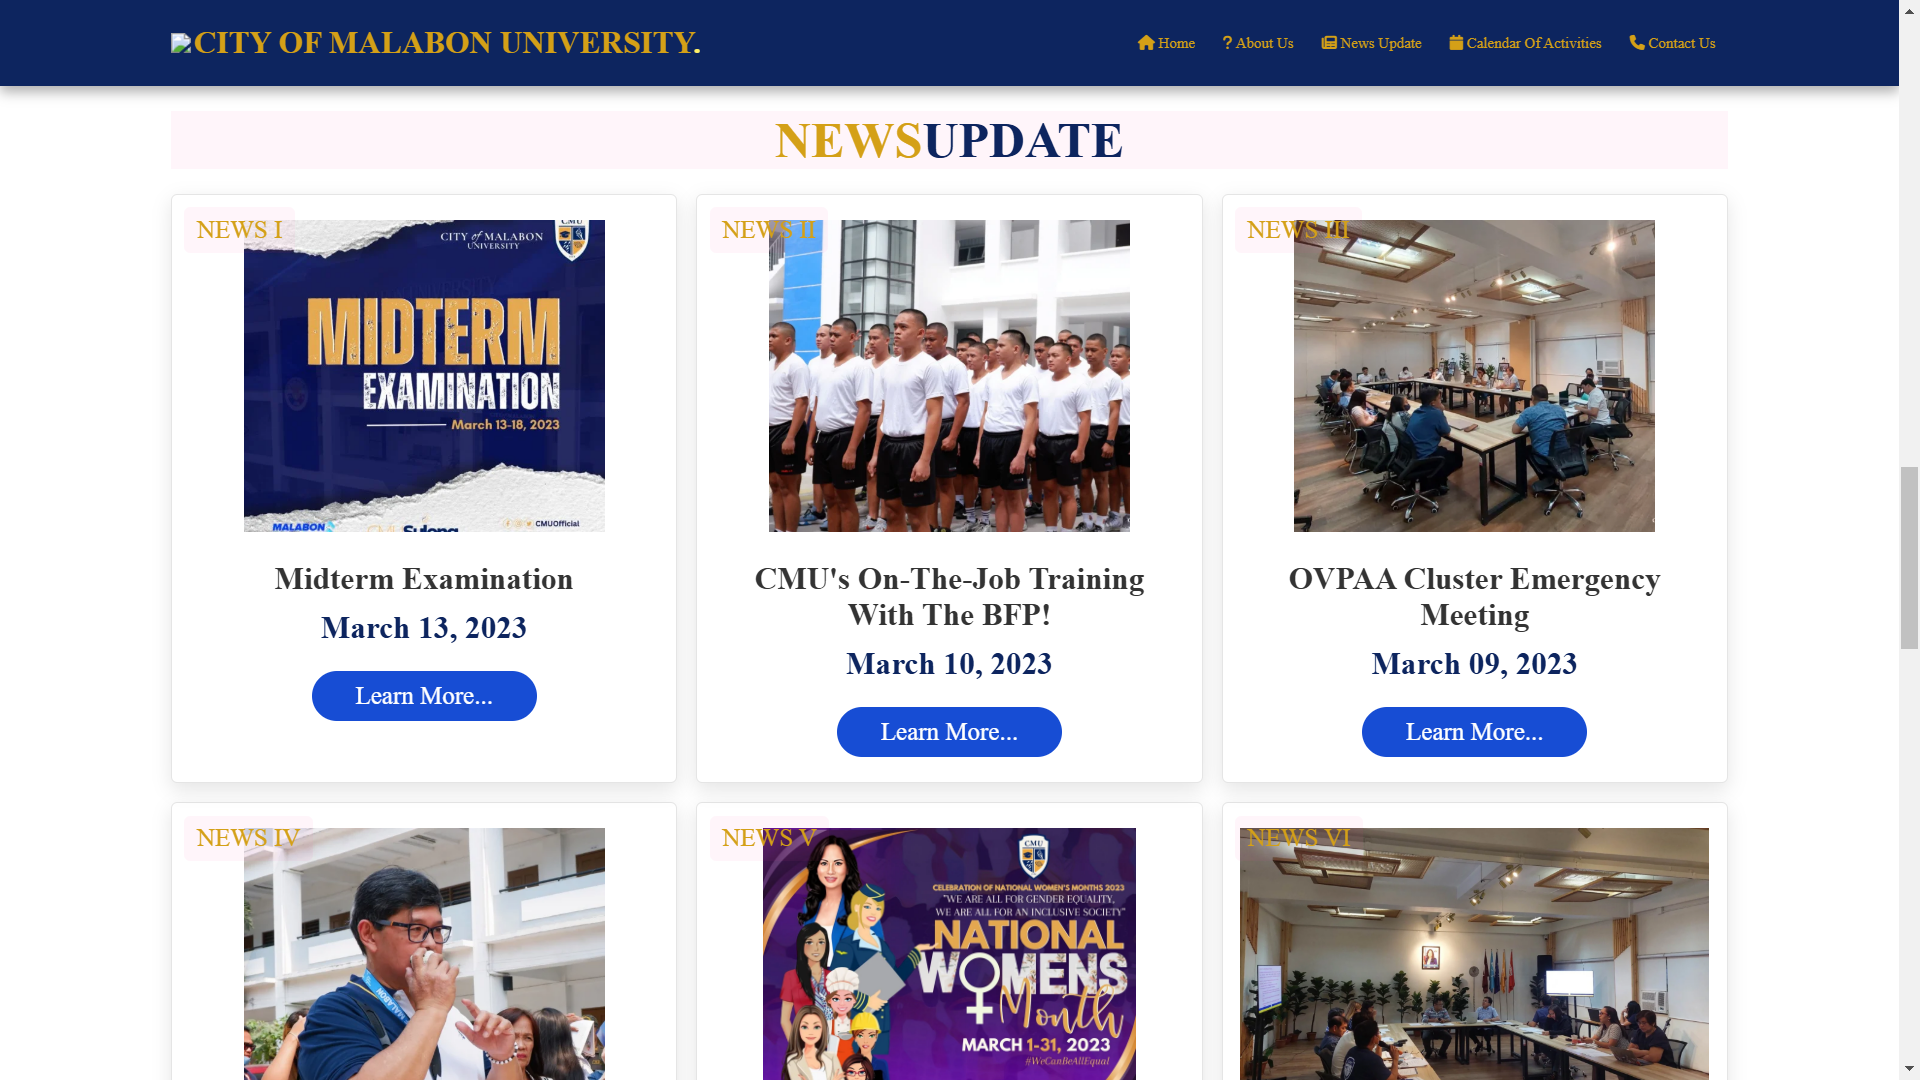 CITY OF MALABON UNIVERSITY.
Home
? About Us
News Update
Calendar Of Activities
Contact Us
NEWSUPDATE
NEWS I
CMU
CITY of MALABON
UNIVERSITY
MIDTERM
EXAMINATION
March 13-18, 2023
MALABON
CMUOfficial
Midterm Examination
March 13, 2023
Learn More...
NEWS II
CMU's On-The-Job Training
With The BFP!
March 10, 2023
Learn More...
NEWS III
OVPAA Cluster Emergency
Meeting
March 09, 2023
Learn More...
NEWS IV
MALABON
NEWS V
CMU
CELEBRATION OF NATIONAL WOMEN'S MONTHS 2023
"WE ARE ALL FOR GENDER EQUALITY,
WE ARE ALL FOR AN INCLUSIVE SOCIETY"
NATIONAL
WOMENS
Month
MARCH 1-31, 2023
#WeCanBeAllEqual
NEWS VI